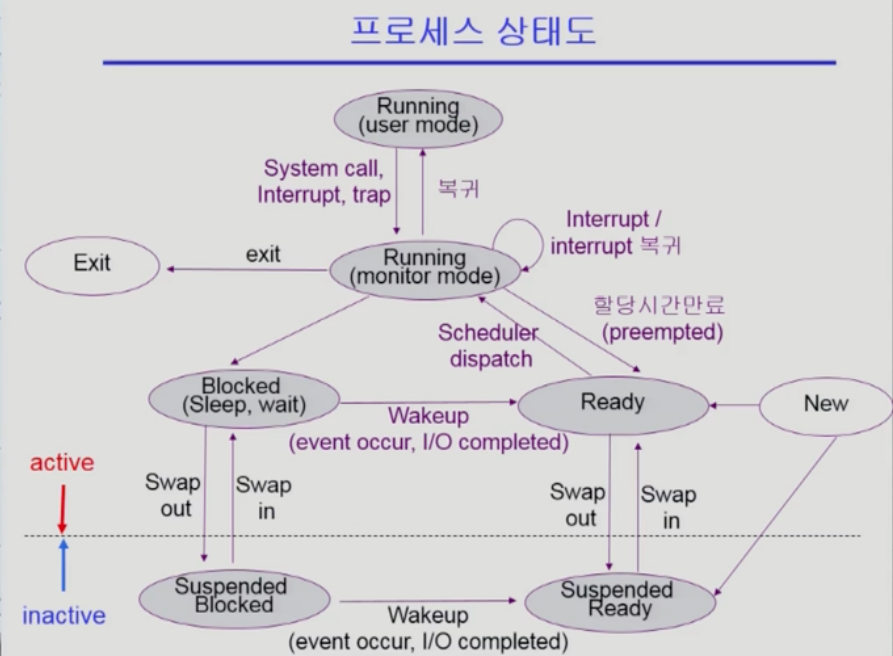 프로세스 상태도
Running
(user mode)
System call,
Interrupt, trap
복귀
Interrupt /
interrupt 복귀
Exit
exit
Running
(monitor mode)
할당시간만료
(preempted)
Scheduler
dispatch
Blocked
(Sleep, wait)
Ready
New
Wakeup
(event occur, I/O completed)
active
Swap
out
Swap
in
Swap
out
Swap
in
inactive
Suspended
Blocked
Suspended
Ready
Wakeup
(event occur, I/O completed)